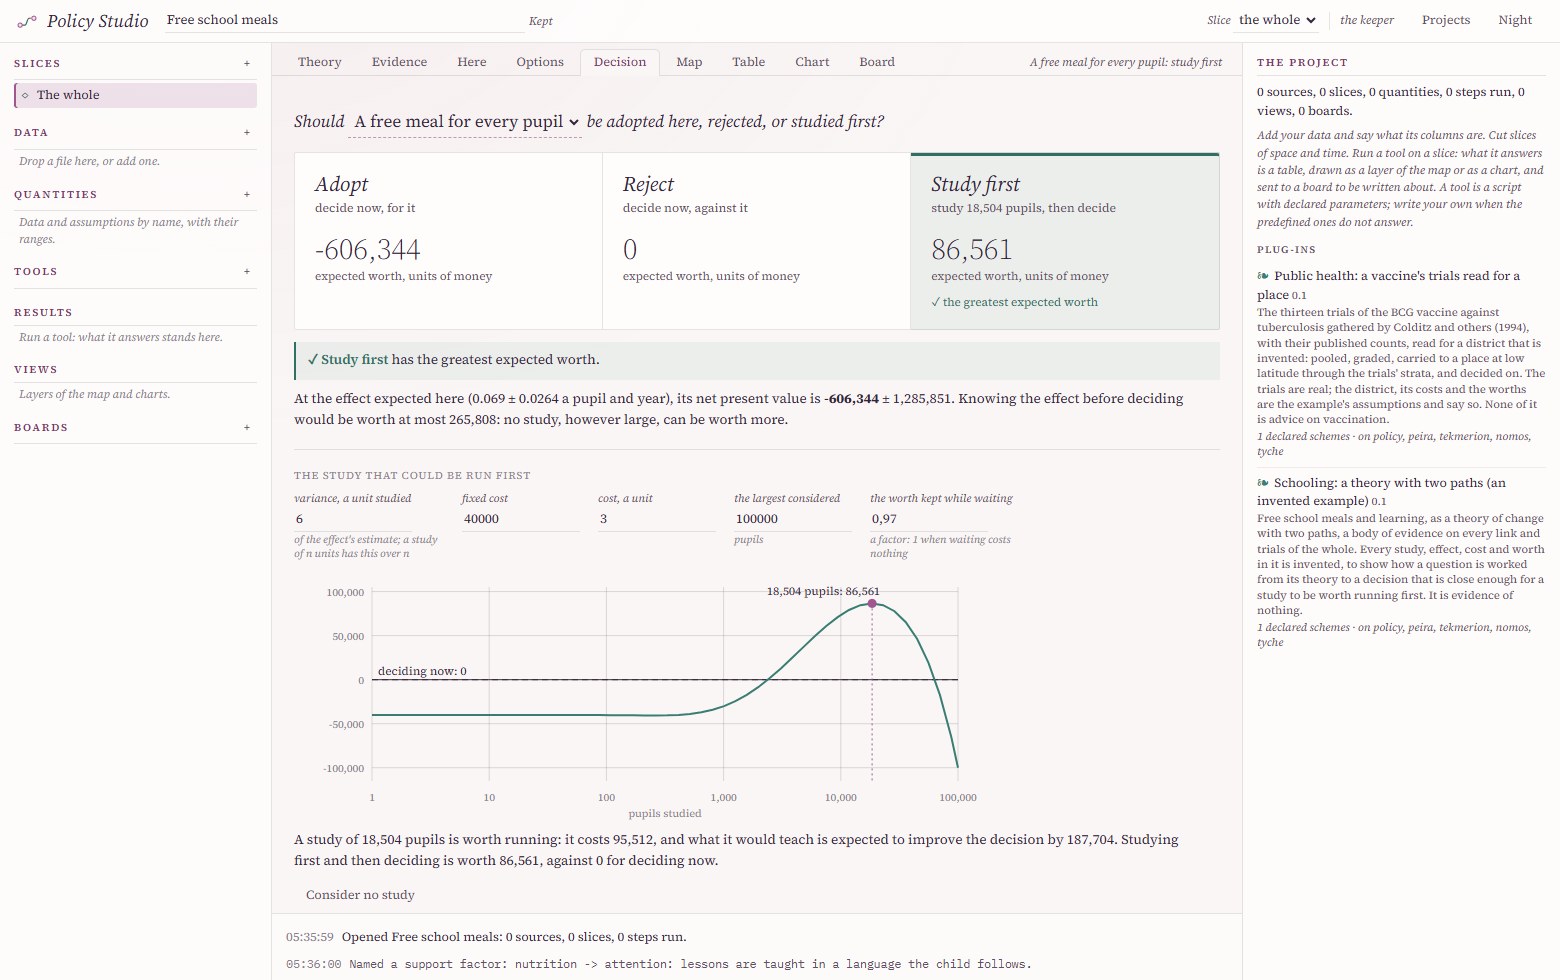 Policy Studio
Free school meals
Kept
Slice the whole
the keeper
Projects
Night
SLICES +
The whole
DATA +
Drop a file here, or add one.
QUANTITIES +
Data and assumptions by name, with their
ranges.
TOOLS +
RESULTS
Run a tool: what it answers stands here.
VIEWS
Layers of the map and charts.
BOARDS +
Theory Evidence Here Options Decision Map Table Chart Board
A free meal for every pupil: study first
Should A free meal for every pupil be adopted here, rejected, or studied first?
Adopt
decide now, for it
-606,344
expected worth, units of money
Reject
decide now, against it
0
expected worth, units of money
Study first
study 18,504 pupils, then decide
86,561
expected worth, units of money
✓ the greatest expected worth
✓ Study first has the greatest expected worth.
At the effect expected here (0.069 ± 0.0264 a pupil and year), its net present value is -606,344 ± 1,285,851. Knowing the effect before deciding
would be worth at most 265,808: no study, however large, can be worth more.
THE STUDY THAT COULD BE RUN FIRST
variance, a unit studied
6
of the effect's estimate; a study
of n units has this over n
fixed cost
40000
cost, a unit
3
the largest considered
100000
pupils
the worth kept while waiting
0,97
a factor: 1 when waiting costs
nothing
18,504 pupils: 86,561
deciding now: 0
100,000
50,000
0
-50,000
-100,000
1 10 100 1,000 10,000 100,000
pupils studied
A study of 18,504 pupils is worth running: it costs 95,512, and what it would teach is expected to improve the decision by 187,704. Studying
first and then deciding is worth 86,561, against 0 for deciding now.
Consider no study
05:35:59 Opened Free school meals: 0 sources, 0 slices, 0 steps run.
05:36:00 Named a support factor: nutrition -> attention: lessons are taught in a language the child follows.
THE PROJECT
0 sources, 0 slices, 0 quantities, 0 steps run, 0
views, 0 boards.
Add your data and say what its columns are. Cut slices
of space and time. Run a tool on a slice: what it answers
is a table, drawn as a layer of the map or as a chart, and
sent to a board to be written about. A tool is a script
with declared parameters; write your own when the
predefined ones do not answer.
PLUG-INS
Public health: a vaccine's trials read for a
place 0.1
The thirteen trials of the BCG vaccine against
tuberculosis gathered by Colditz and others (1994),
with their published counts, read for a district that is
invented: pooled, graded, carried to a place at low
latitude through the trials' strata, and decided on. The
trials are real; the district, its costs and the worths
are the example's assumptions and say so. None of it
is advice on vaccination.
1 declared schemes · on policy, peira, tekmerion, nomos,
tyche
Schooling: a theory with two paths (an
invented example) 0.1
Free school meals and learning, as a theory of change
with two paths, a body of evidence on every link and
trials of the whole. Every study, effect, cost and worth
in it is invented, to show how a question is worked
from its theory to a decision that is close enough for a
study to be worth running first. It is evidence of
nothing.
1 declared schemes · on policy, peira, tekmerion, nomos,
tyche